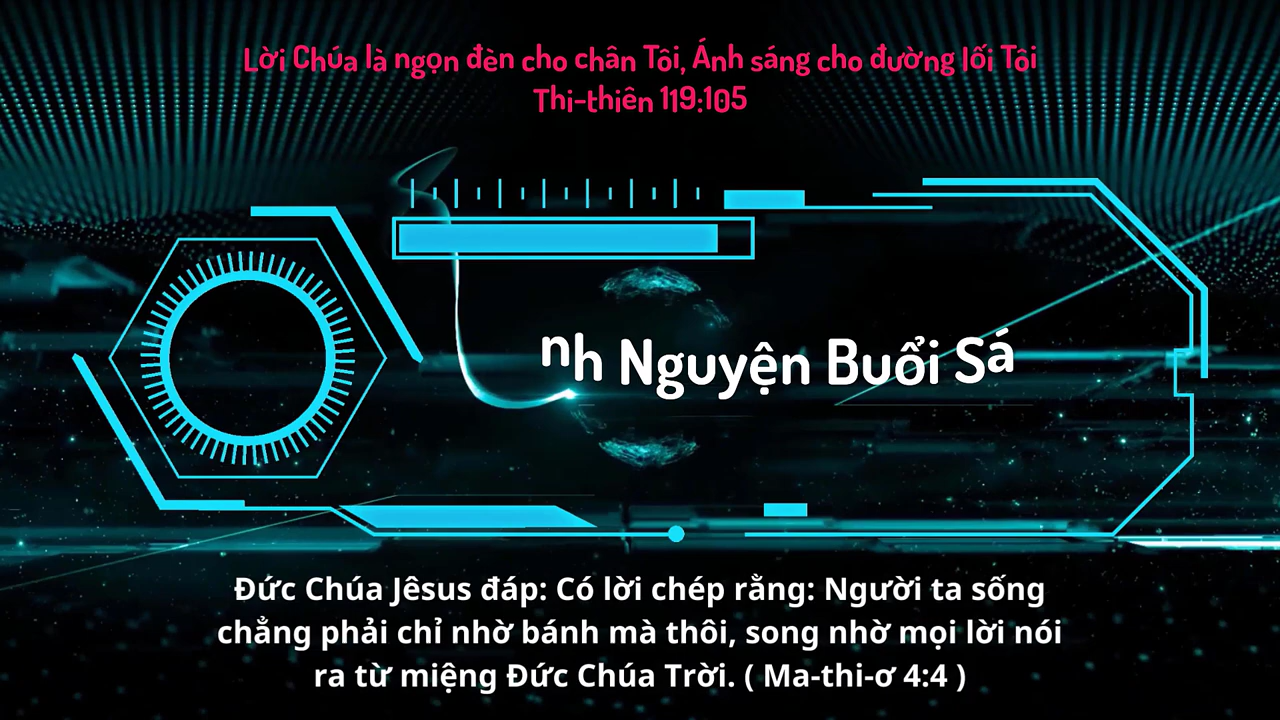 Lời Chúa là ngọn đèn cho chân Tôi, Ánh sáng cho đường lối Tôi
Thi-thiên 119:105
nh Nguyện Buổi Sá
Đức Chúa Jêsus đáp: Có lời chép rằng: Người ta sống
chẳng phải chỉ nhờ bánh mà thôi, song nhờ mọi lời nói
ra từ miệng Đức Chúa Trời. ( Ma-thi-ơ 4:4 )